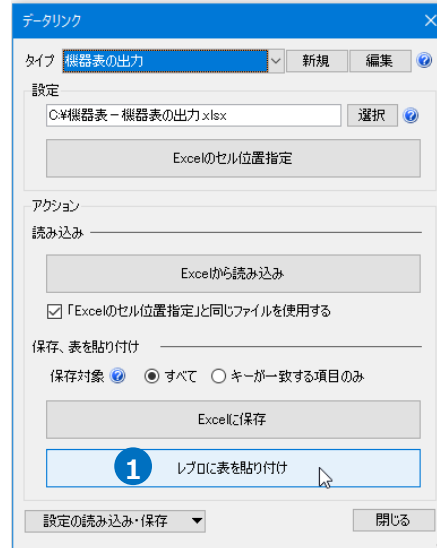 データリンク
タイプ 機器表の出力 新規 編集
設定
C:¥機器表－機器表の出力.xlsx 選択
Excelのセル位置指定
アクション
読み込み
Excelから読み込み
「Excelのセル位置指定」と同じファイルを使用する
保存、表を貼り付け
保存対象 すべて キーが一致する項目のみ
Excelに保存
1 レブロに表を貼り付け
設定の読み込み・保存 閉じる